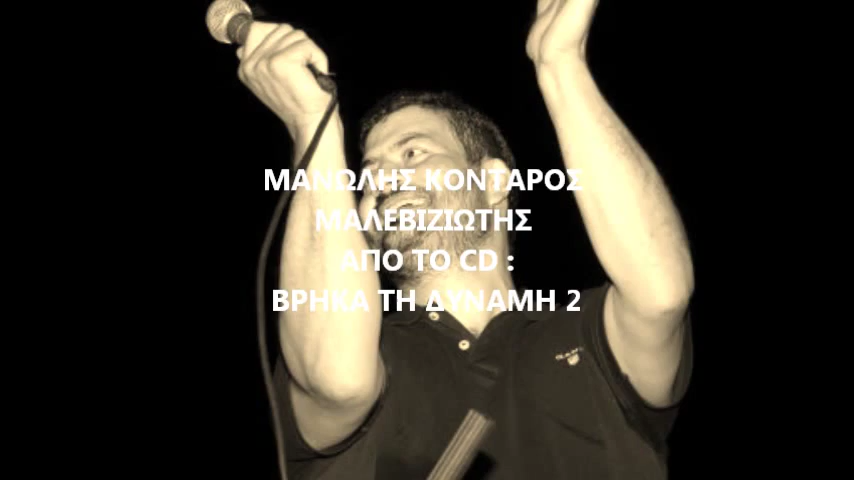 ΜΑΝΩΛΗΣ ΚΟΝΤΑΡΟΣ
ΜΑΛΕΒΙΖΙΩΤΗΣ
ΑΠΟ ΤΟ CD :
ΒΡΗΚΑ ΤΗ ΔΥΝΑΜΗ 2